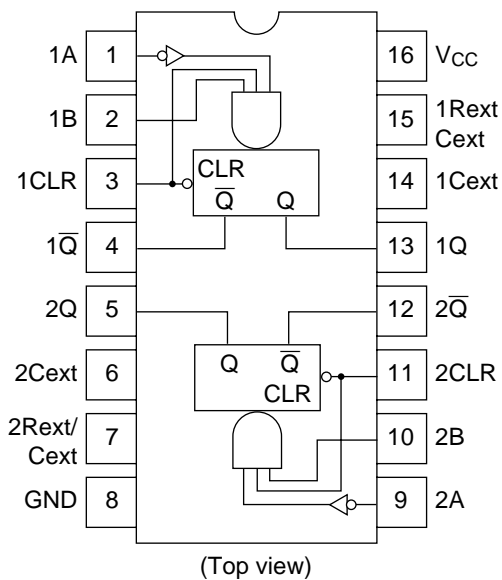 1A 1 16 VCC
1B 2 15 1Rext
Cext
1CLR 3 CLR 14 1Cext
Q̅ Q
1Q̅ 4 13 1Q
2Q 5 12 2Q̅
Q Q̅
2Cext 6 CLR 11 2CLR
2Rext/ 7 10 2B
Cext
GND 8 9 2A
(Top view)